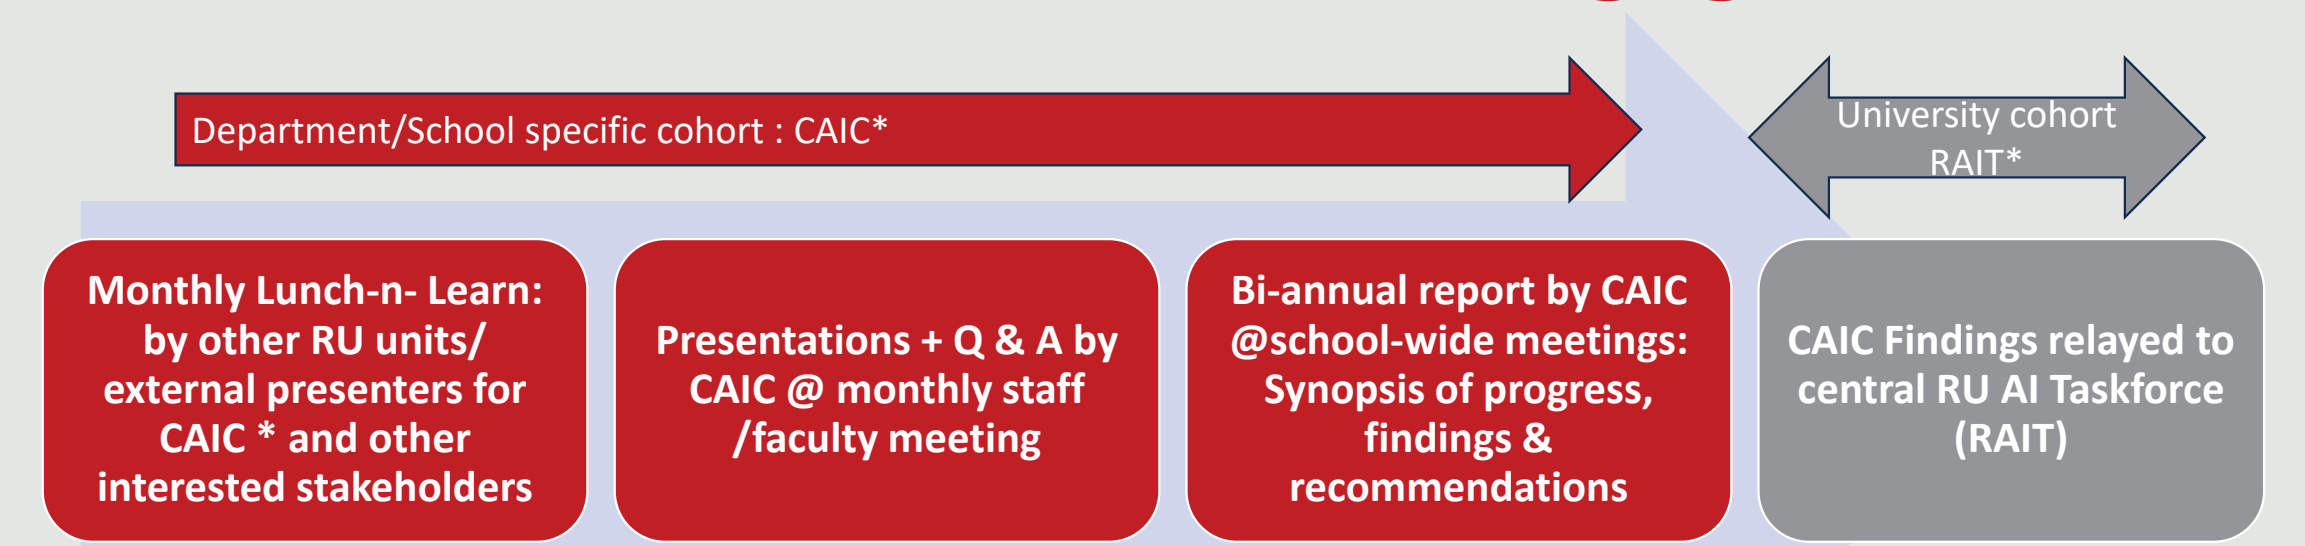 Department/School specific cohort : CAIC*
University cohort
RAIT*
Monthly Lunch-n- Learn:
by other RU units/
external presenters for
CAIC * and other
interested stakeholders
Presentations + Q & A by
CAIC @ monthly staff
/faculty meeting
Bi-annual report by CAIC
@school-wide meetings:
Synopsis of progress,
findings &
recommendations
CAIC Findings relayed to
central RU AI Taskforce
(RAIT)